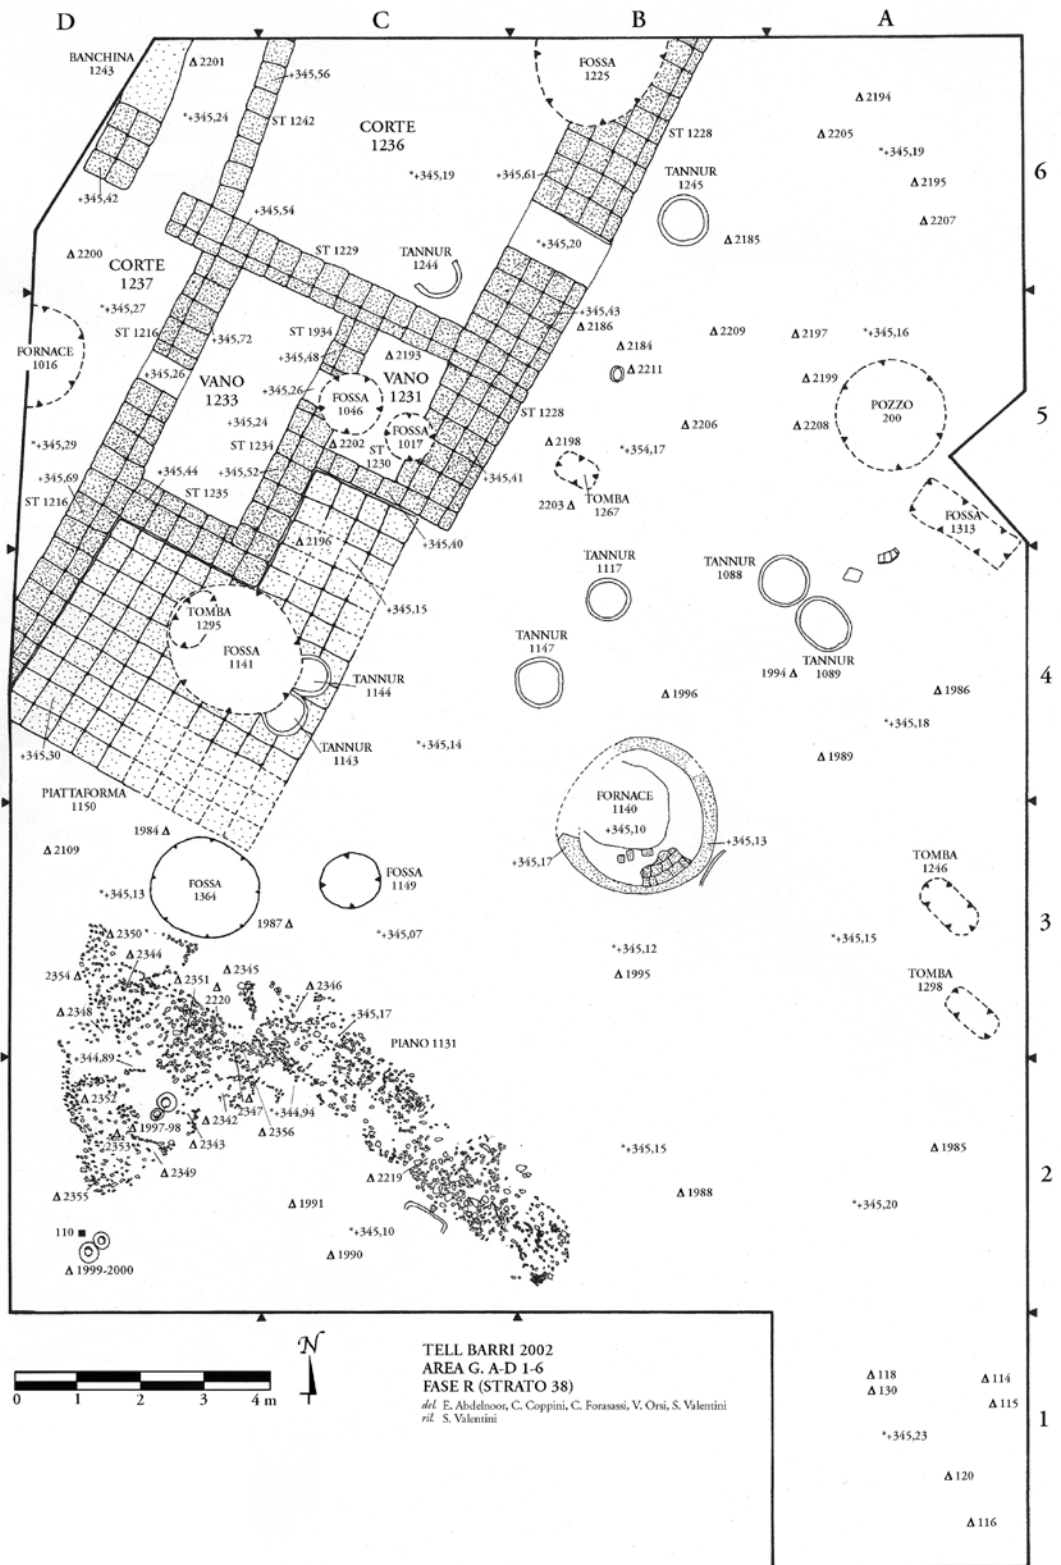 D C B A
BANCHINA
1243
Δ 2201
+345,56
FOSSA
1225
Δ 2194
*+345,24
ST 1242
CORTE
1236
ST 1228
Δ 2205
*+345,19
6
+345,42
*+345,19
+345,61
TANNUR
1245
Δ 2195
+345,54
Δ 2207
Δ 2200
CORTE
1237
ST 1229
TANNUR
1244
*+345,20
Δ 2185
*+345,27
ST 1216
ST 1934
+345,43
Δ 2186
Δ 2209
Δ 2197
*+345,16
FORNACE
1016
+345,72
+345,48
Δ 2193
Δ 2184
+345,26
VANO
1233
+345,26
VANO
1231
Δ 2211
Δ 2199
FOSSA
1046
POZZO
200
5
+345,24
ST 1228
FOSSA
1017
Δ 2206
Δ 2208
*+345,29
ST 1234
Δ 2202
ST
1230
Δ 2198
*+354,17
+345,69
+345,44
+345,52
+345,41
ST 1216
ST 1235
2203 Δ
TOMBA
1267
FOSSA
1313
Δ 2196
+345,40
TANNUR
1117
TANNUR
1088
+345,15
TOMBA
1295
FOSSA
1141
TANNUR
1147
TANNUR
1089
1994 Δ
4
TANNUR
1144
Δ 1996
Δ 1986
*+345,18
+345,30
TANNUR
1143
*+345,14
Δ 1989
PIATTAFORMA
1150
FORNACE
1140
+345,10
1984 Δ
Δ 2109
+345,17
+345,13
FOSSA
1364
FOSSA
1149
TOMBA
1246
*+345,13
1987 Δ
*+345,07
3
Δ 2350
*+345,12
*+345,15
Δ 2344
2354 Δ
Δ 2351
Δ 2345
Δ 1995
TOMBA
1298
2220
Δ 2346
Δ 2348
+345,17
PIANO 1131
+344,89
Δ 2352
2347
+344,94
Δ 1997-98
Δ 2342
Δ 2356
2353
Δ 2343
*+345,15
Δ 1985
Δ 2349
Δ 2219
2
Δ 2355
Δ 1991
Δ 1988
*+345,20
110 ■
*+345,10
Δ 1990
Δ 1999-2000
N
0 1 2 3 4 m
TELL BARRI 2002
AREA G. A-D 1-6
FASE R (STRATO 38)
del. E. Abdelnoor, C. Coppini, C. Forasassi, V. Orsi, S. Valentini
ril. S. Valentini
Δ 118
Δ 114
Δ 130
Δ 115
1
*+345,23
Δ 120
Δ 116